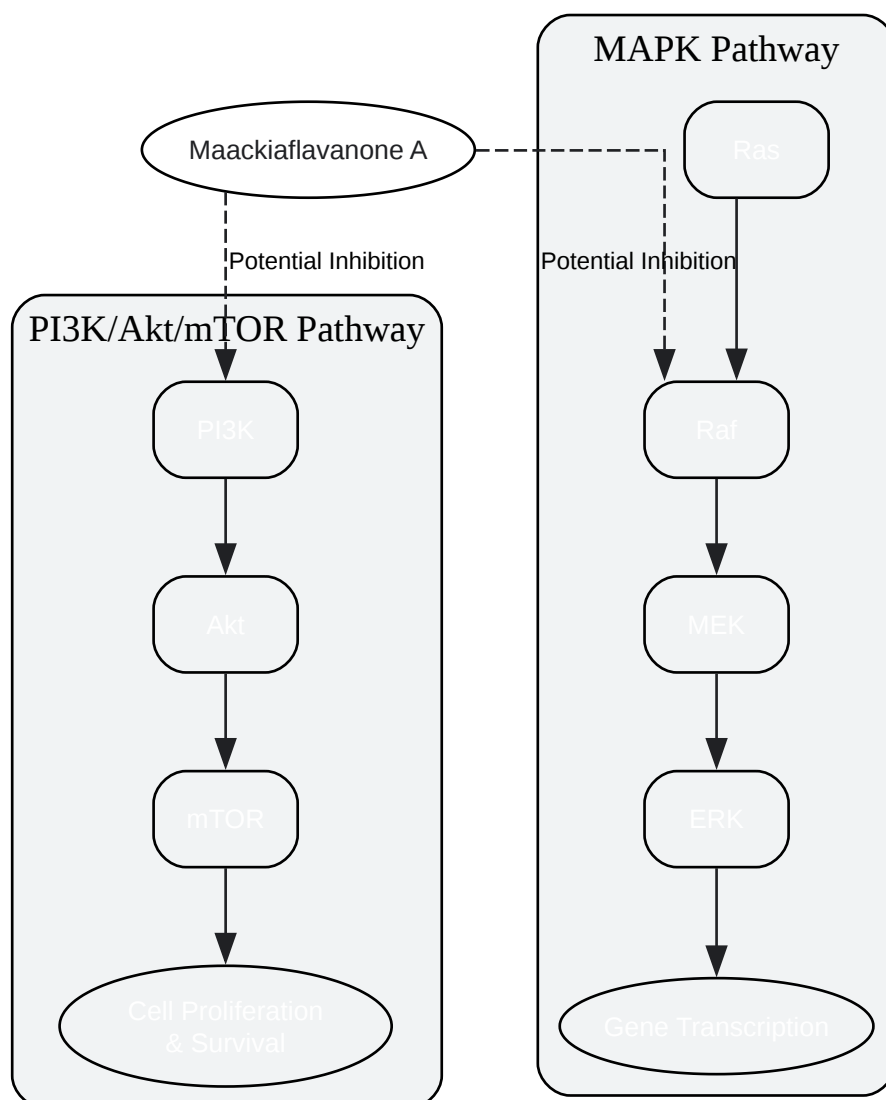 MAPK Pathway
Maackiaflavanone A
Ras
Potential Inhibition
Potential Inhibition
PI3K/Akt/mTOR Pathway
PI3K
Raf
Akt
MEK
mTOR
ERK
Cell Proliferation
& Survival
Gene Transcription